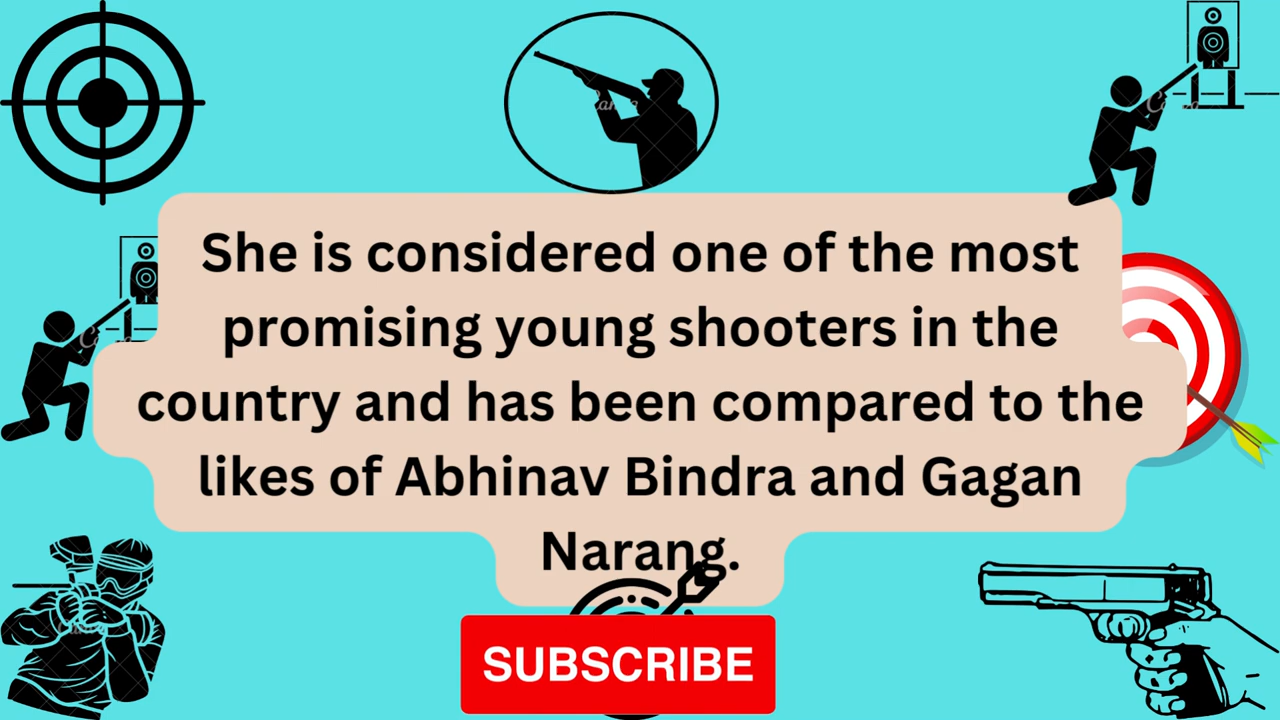 She is considered one of the most
promising young shooters in the
country and has been compared to the
likes of Abhinav Bindra and Gagan
Narang.
SUBSCRIBE